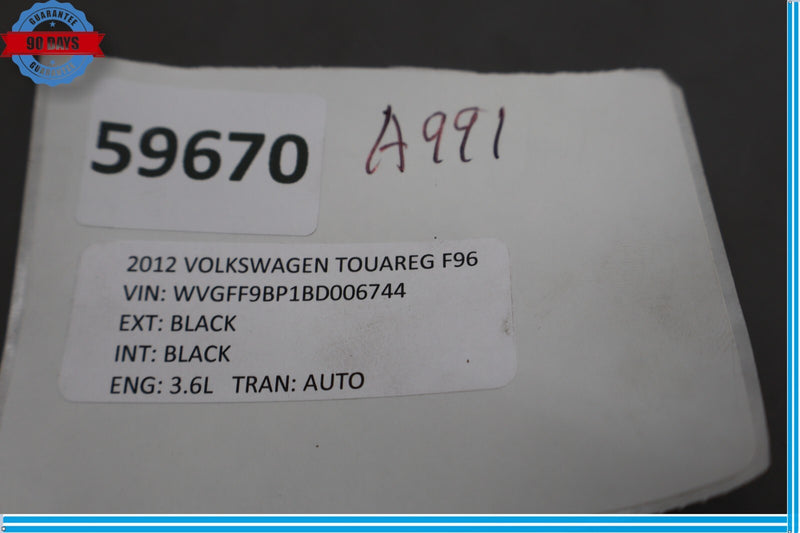 GUARANTEE
90 DAYS
GUARANTEE
59670
A991
2012 VOLKSWAGEN TOUAREG F96
VIN: WVGFF9BP1BD006744
EXT: BLACK
INT: BLACK
ENG: 3.6L TRAN: AUTO